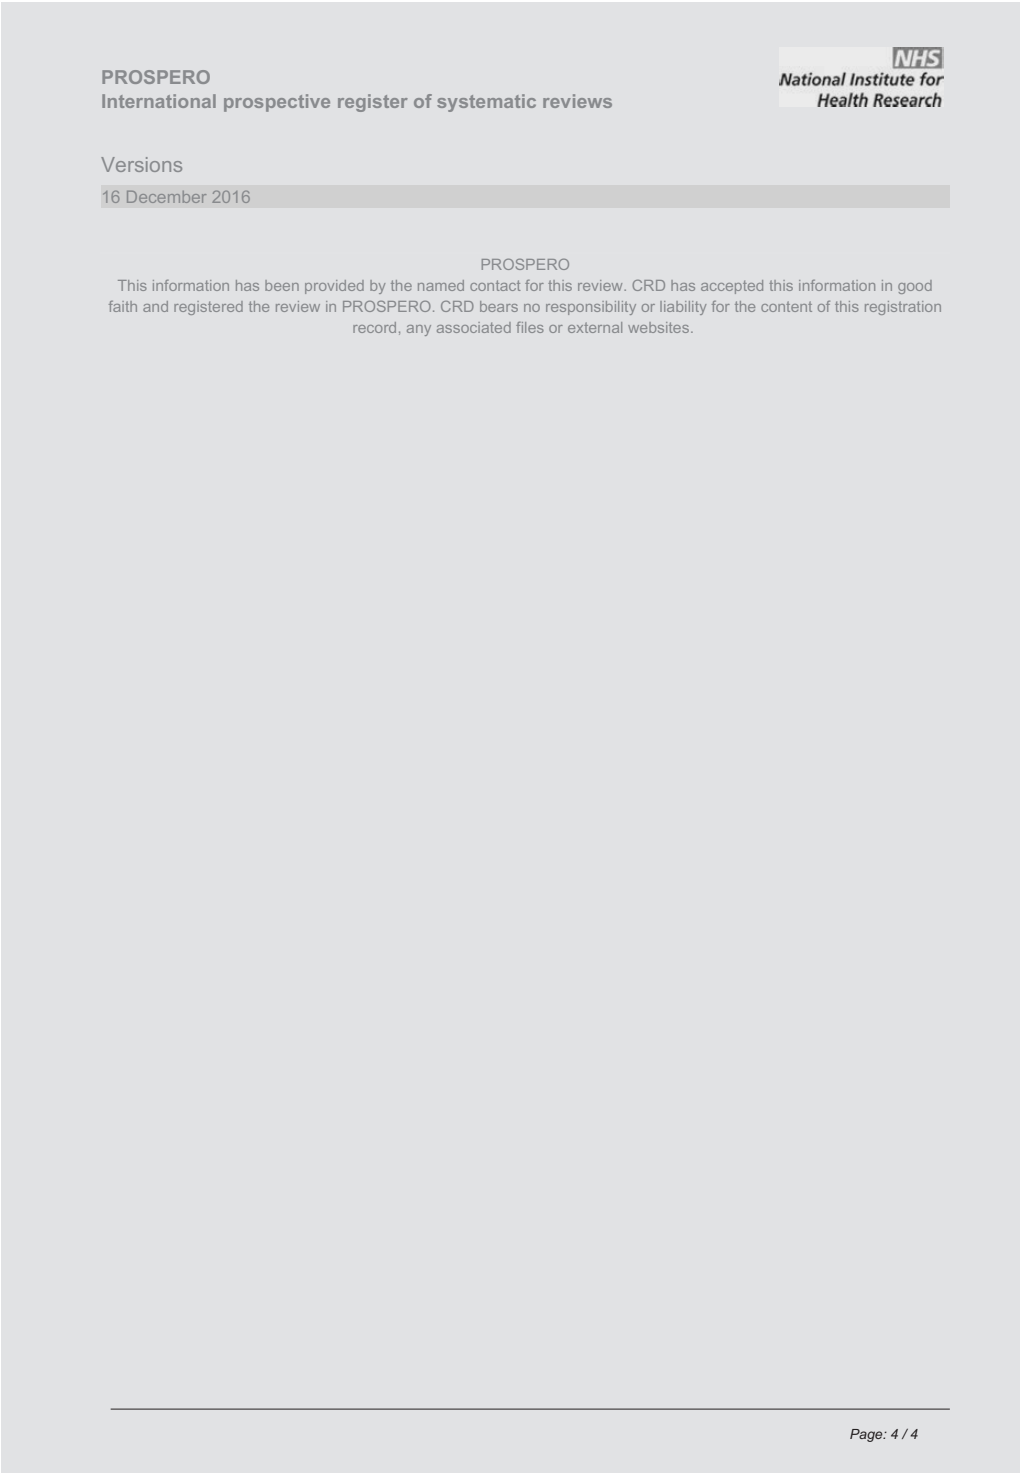 PROSPERO
International prospective register of systematic reviews
NHS
National Institute for
Health Research
Versions
16 December 2016
PROSPERO
This information has been provided by the named contact for this review. CRD has accepted this information in good
faith and registered the review in PROSPERO. CRD bears no responsibility or liability for the content of this registration
record, any associated files or external websites.
Page: 4 / 4